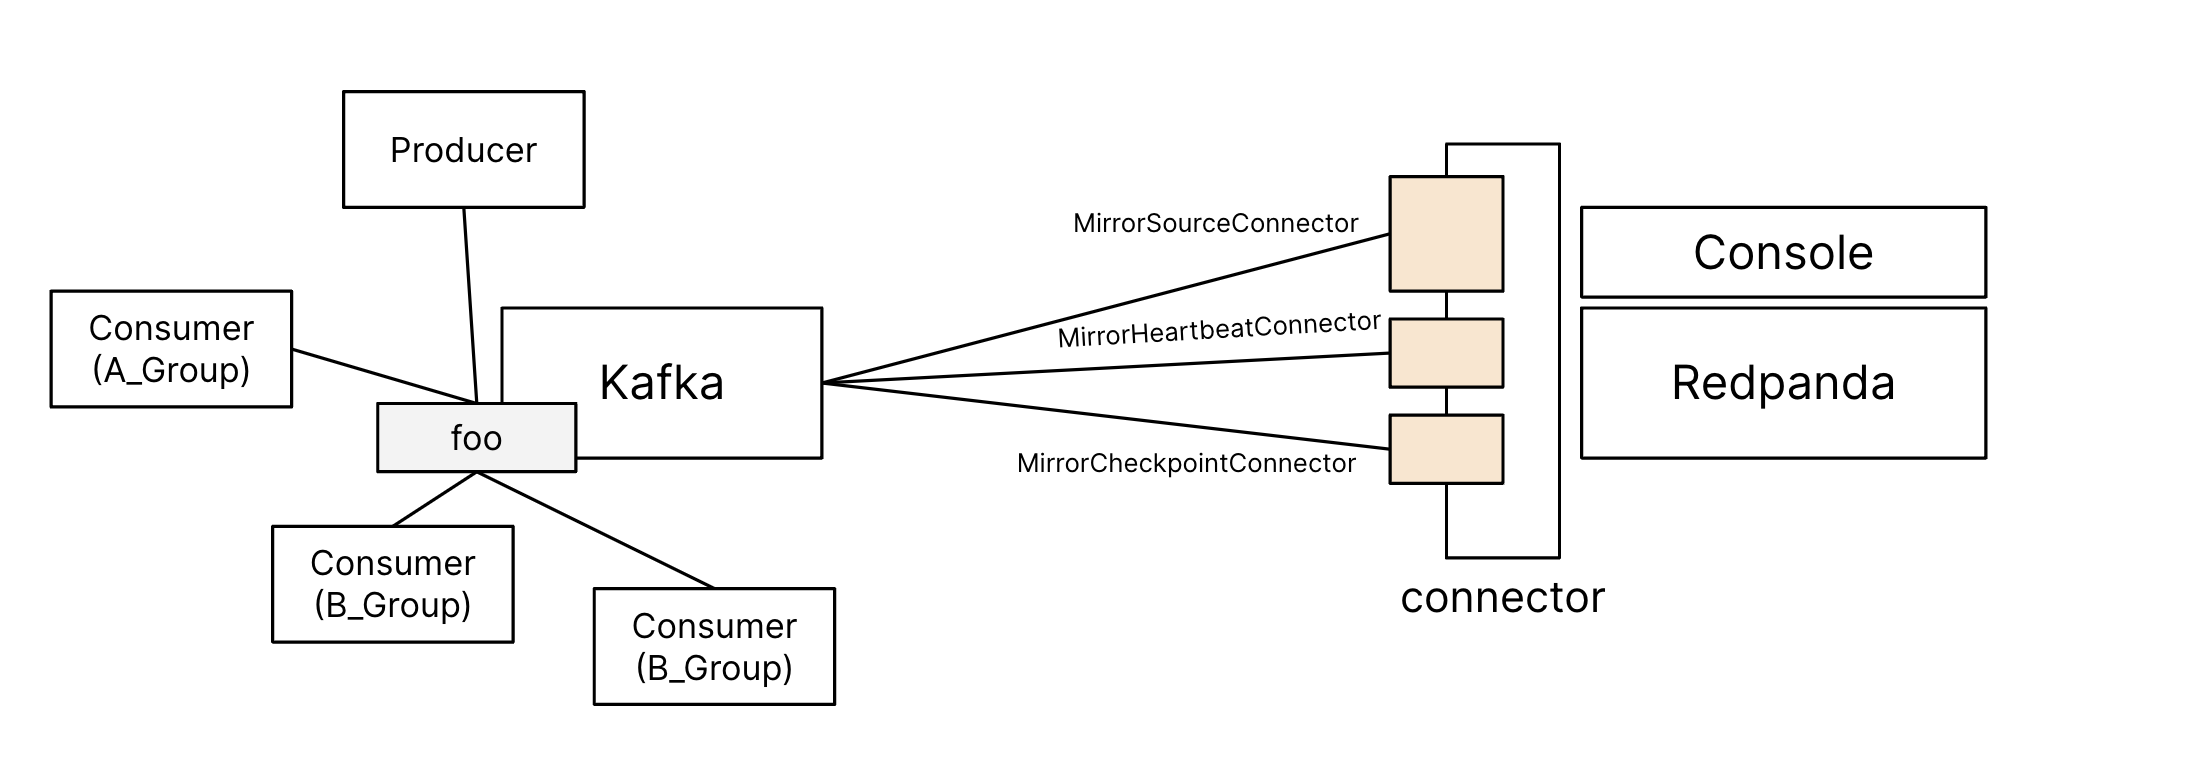 Producer
Consumer
(A_Group)
foo
Kafka
Consumer
(B_Group)
Consumer
(B_Group)
MirrorSourceConnector
MirrorHeartbeatConnector
MirrorCheckpointConnector
connector
Console
Redpanda